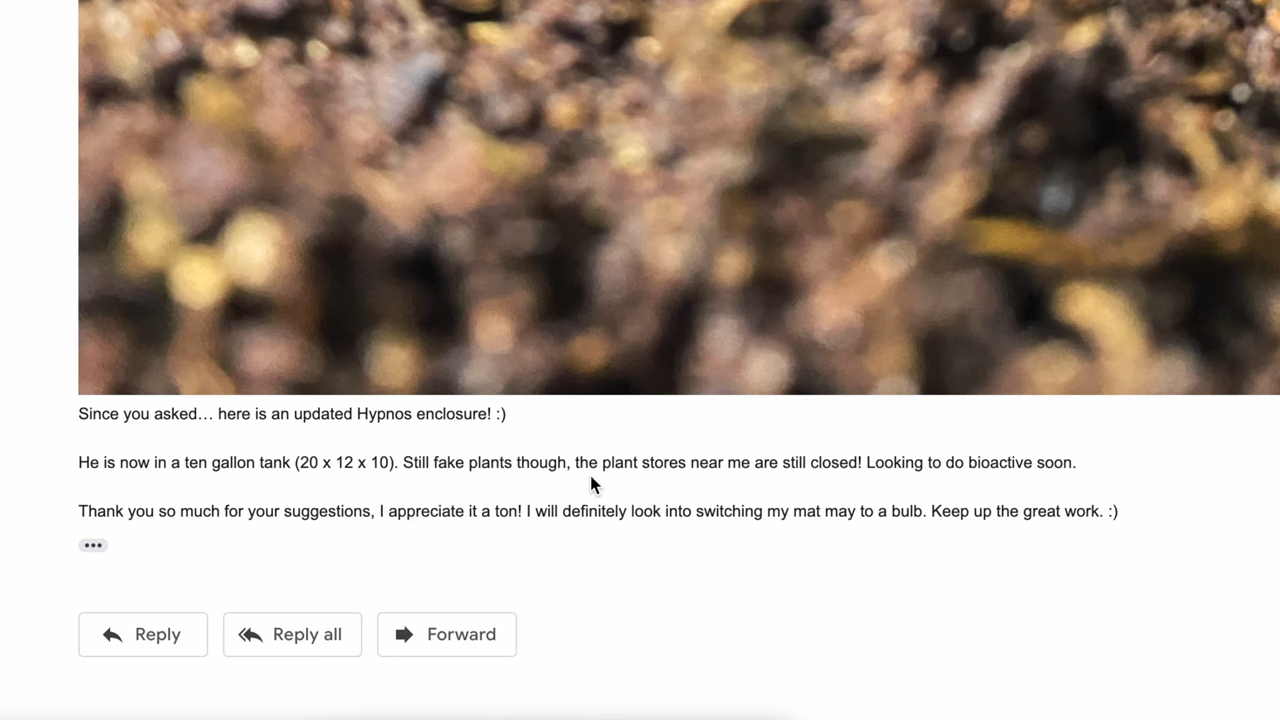 Since you asked… here is an updated Hypnos enclosure! :)
He is now in a ten gallon tank (20 x 12 x 10). Still fake plants though, the plant stores near me are still closed! Looking to do bioactive soon.
Thank you so much for your suggestions, I appreciate it a ton! I will definitely look into switching my mat may to a bulb. Keep up the great work. :)
Reply Reply all Forward